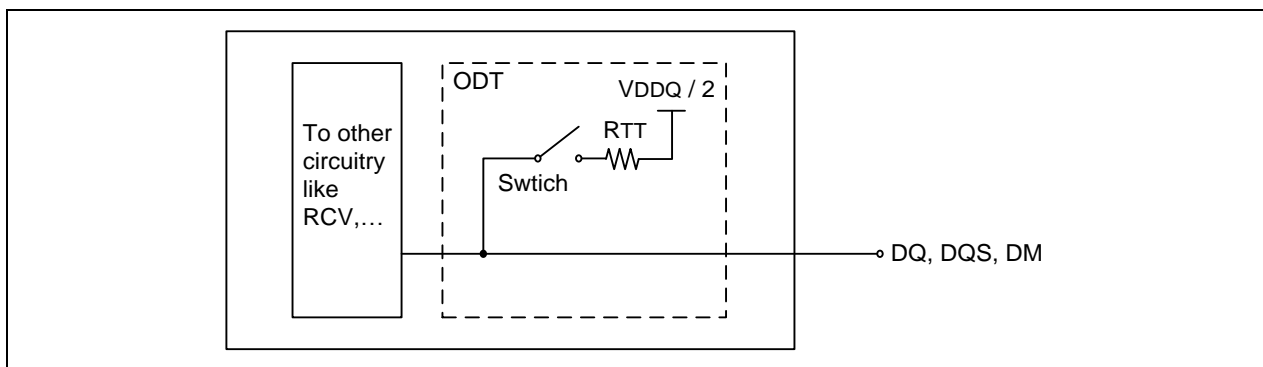 ODT
VDDQ / 2
RTT
Swtich
To other
circuitry
like
RCV,…
DQ, DQS, DM